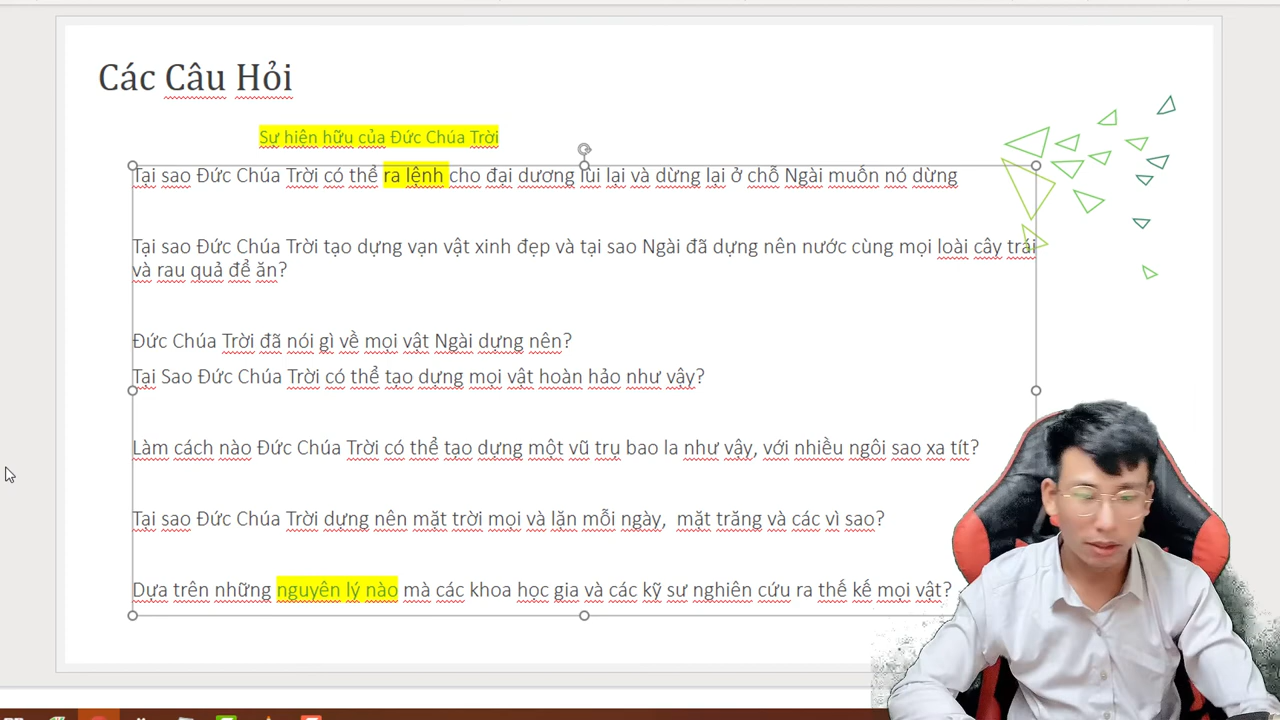 Các Câu Hỏi
Sự hiện hữu của Đức Chúa Trời
Tại sao Đức Chúa Trời có thể ra lệnh cho đại dương lùi lại và dừng lại ở chỗ Ngài muốn nó dừng
Tại sao Đức Chúa Trời tạo dựng vạn vật xinh đẹp và tại sao Ngài đã dựng nên nước cùng mọi loài cây trái
và rau quả để ăn?
Đức Chúa Trời đã nói gì về mọi vật Ngài dựng nên?
Tại Sao Đức Chúa Trời có thể tạo dựng mọi vật hoàn hảo như vậy?
Làm cách nào Đức Chúa Trời có thể tạo dựng một vũ trụ bao la như vậy, với nhiều ngôi sao xa tít?
Tại sao Đức Chúa Trời dựng nên mặt trời mọi và lặn mỗi ngày, mặt trăng và các vì sao?
Dựa trên những nguyên lý nào mà các khoa học gia và các kỹ sư nghiên cứu ra thế kế mọi vật?